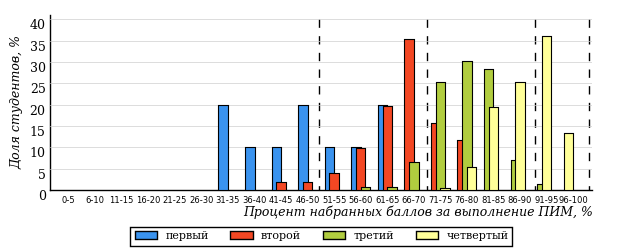 Доля студентов, %
40
35
30
25
20
15
10
5
0
0-5 6-10 11-15 16-20 21-25 26-30 31-35 36-40 41-45 46-50 51-55 56-60 61-65 66-70 71-75 76-80 81-85 86-90 91-95 96-100
Процент набранных баллов за выполнение ПИМ, %
первый второй третий четвертый